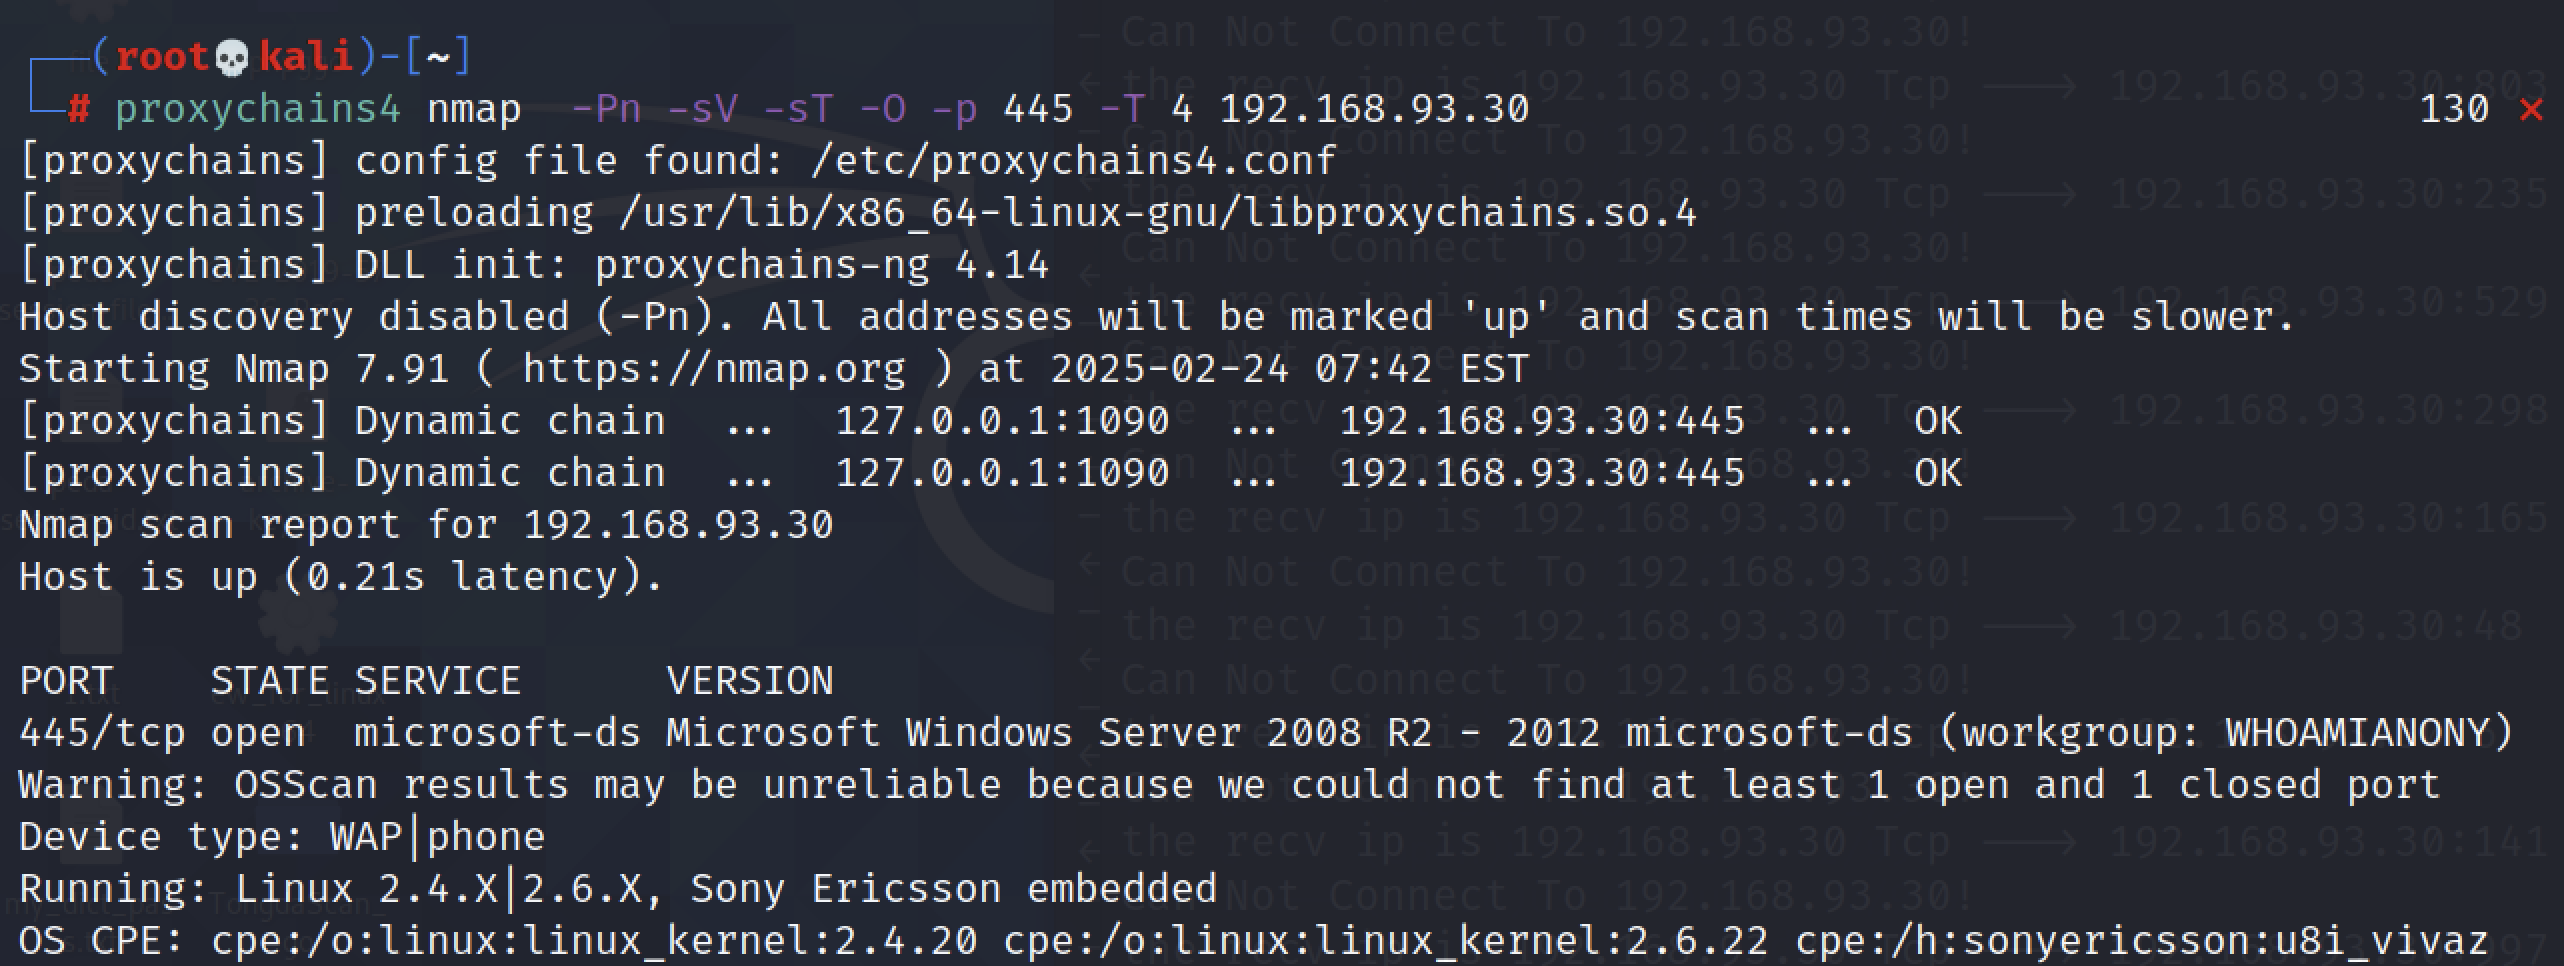 (root💀kali)-[~]
# proxychains4 nmap  -Pn -sV -sT -O -p 445 -T 4 192.168.93.30 130 ⨯
[proxychains] config file found: /etc/proxychains4.conf
[proxychains] preloading /usr/lib/x86_64-linux-gnu/libproxychains.so.4
[proxychains] DLL init: proxychains-ng 4.14
Host discovery disabled (-Pn). All addresses will be marked 'up' and scan times will be slower.
Starting Nmap 7.91 ( https://nmap.org ) at 2025-02-24 07:42 EST
[proxychains] Dynamic chain  ...  127.0.0.1:1090  ...  192.168.93.30:445  ...  OK
[proxychains] Dynamic chain  ...  127.0.0.1:1090  ...  192.168.93.30:445  ...  OK
Nmap scan report for 192.168.93.30
Host is up (0.21s latency).
PORT    STATE SERVICE      VERSION
445/tcp open  microsoft-ds Microsoft Windows Server 2008 R2 - 2012 microsoft-ds (workgroup: WHOAMIANONY)
Warning: OSScan results may be unreliable because we could not find at least 1 open and 1 closed port
Device type: WAP|phone
Running: Linux 2.4.X|2.6.X, Sony Ericsson embedded
OS CPE: cpe:/o:linux:linux_kernel:2.4.20 cpe:/o:linux:linux_kernel:2.6.22 cpe:/h:sonyericsson:u8i_vivaz